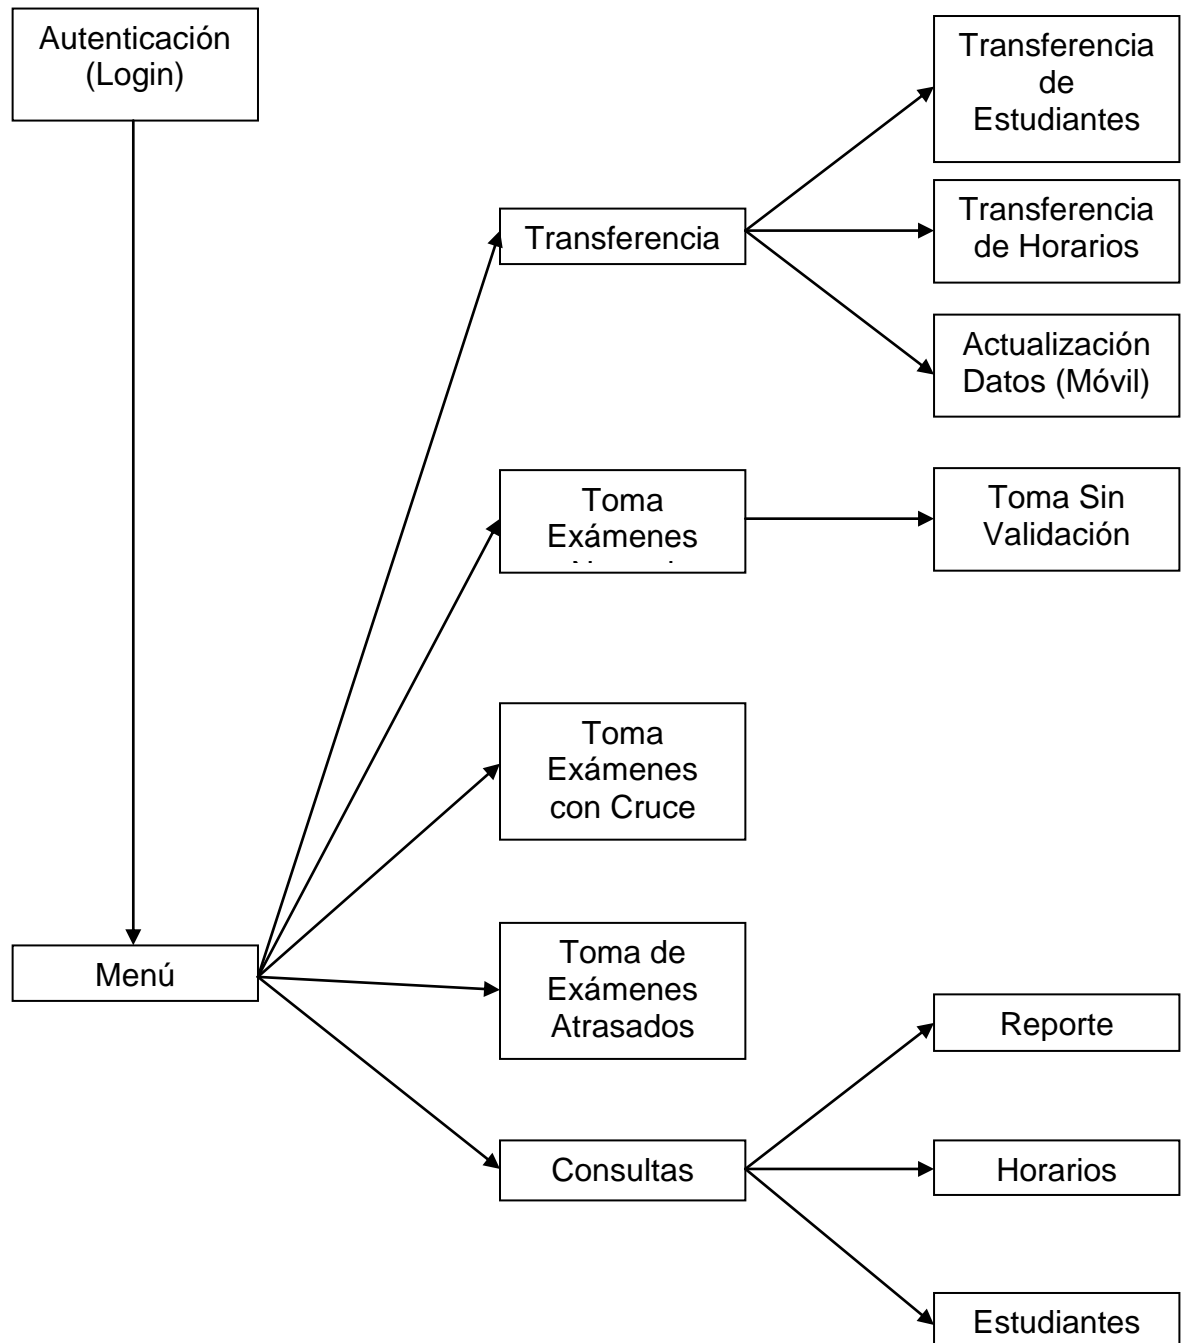 Autenticación
(Login)
Transferencia
de
Estudiantes
Transferencia
Transferencia
de Horarios
Actualización
Datos (Móvil)
Toma
Exámenes
Toma Sin
Validación
Toma
Exámenes
con Cruce
Menú
Toma de
Exámenes
Atrasados
Reporte
Consultas
Horarios
Estudiantes